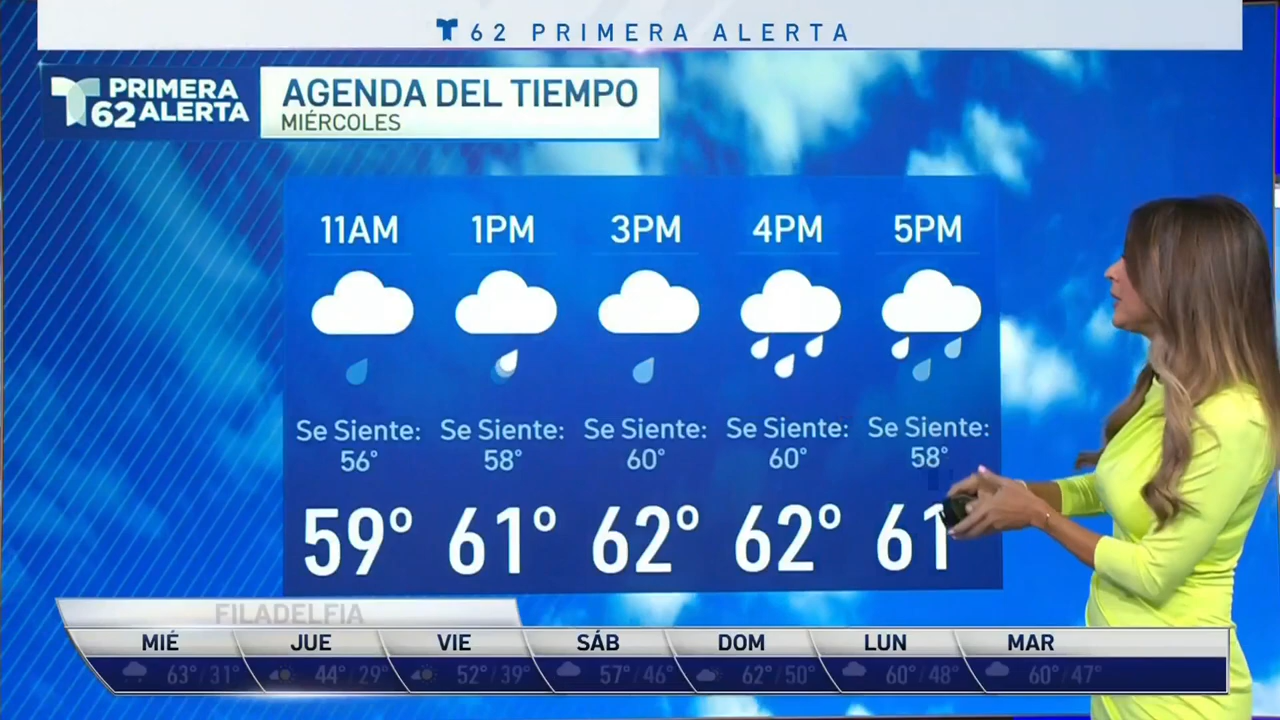 62 PRIMERA ALERTA
PRIMERA
62 ALERTA
AGENDA DEL TIEMPO
MIÉRCOLES
11AM 1PM 3PM 4PM 5PM
Se Siente: Se Siente: Se Siente: Se Siente: Se Siente:
56° 58° 60° 60° 58°
59° 61° 62° 62° 61
FILADELFIA
MIÉ JUE VIE SÁB DOM LUN MAR
63°/31° 44°/29° 52°/39° 57°/46° 62°/50° 60°/48° 60°/47°